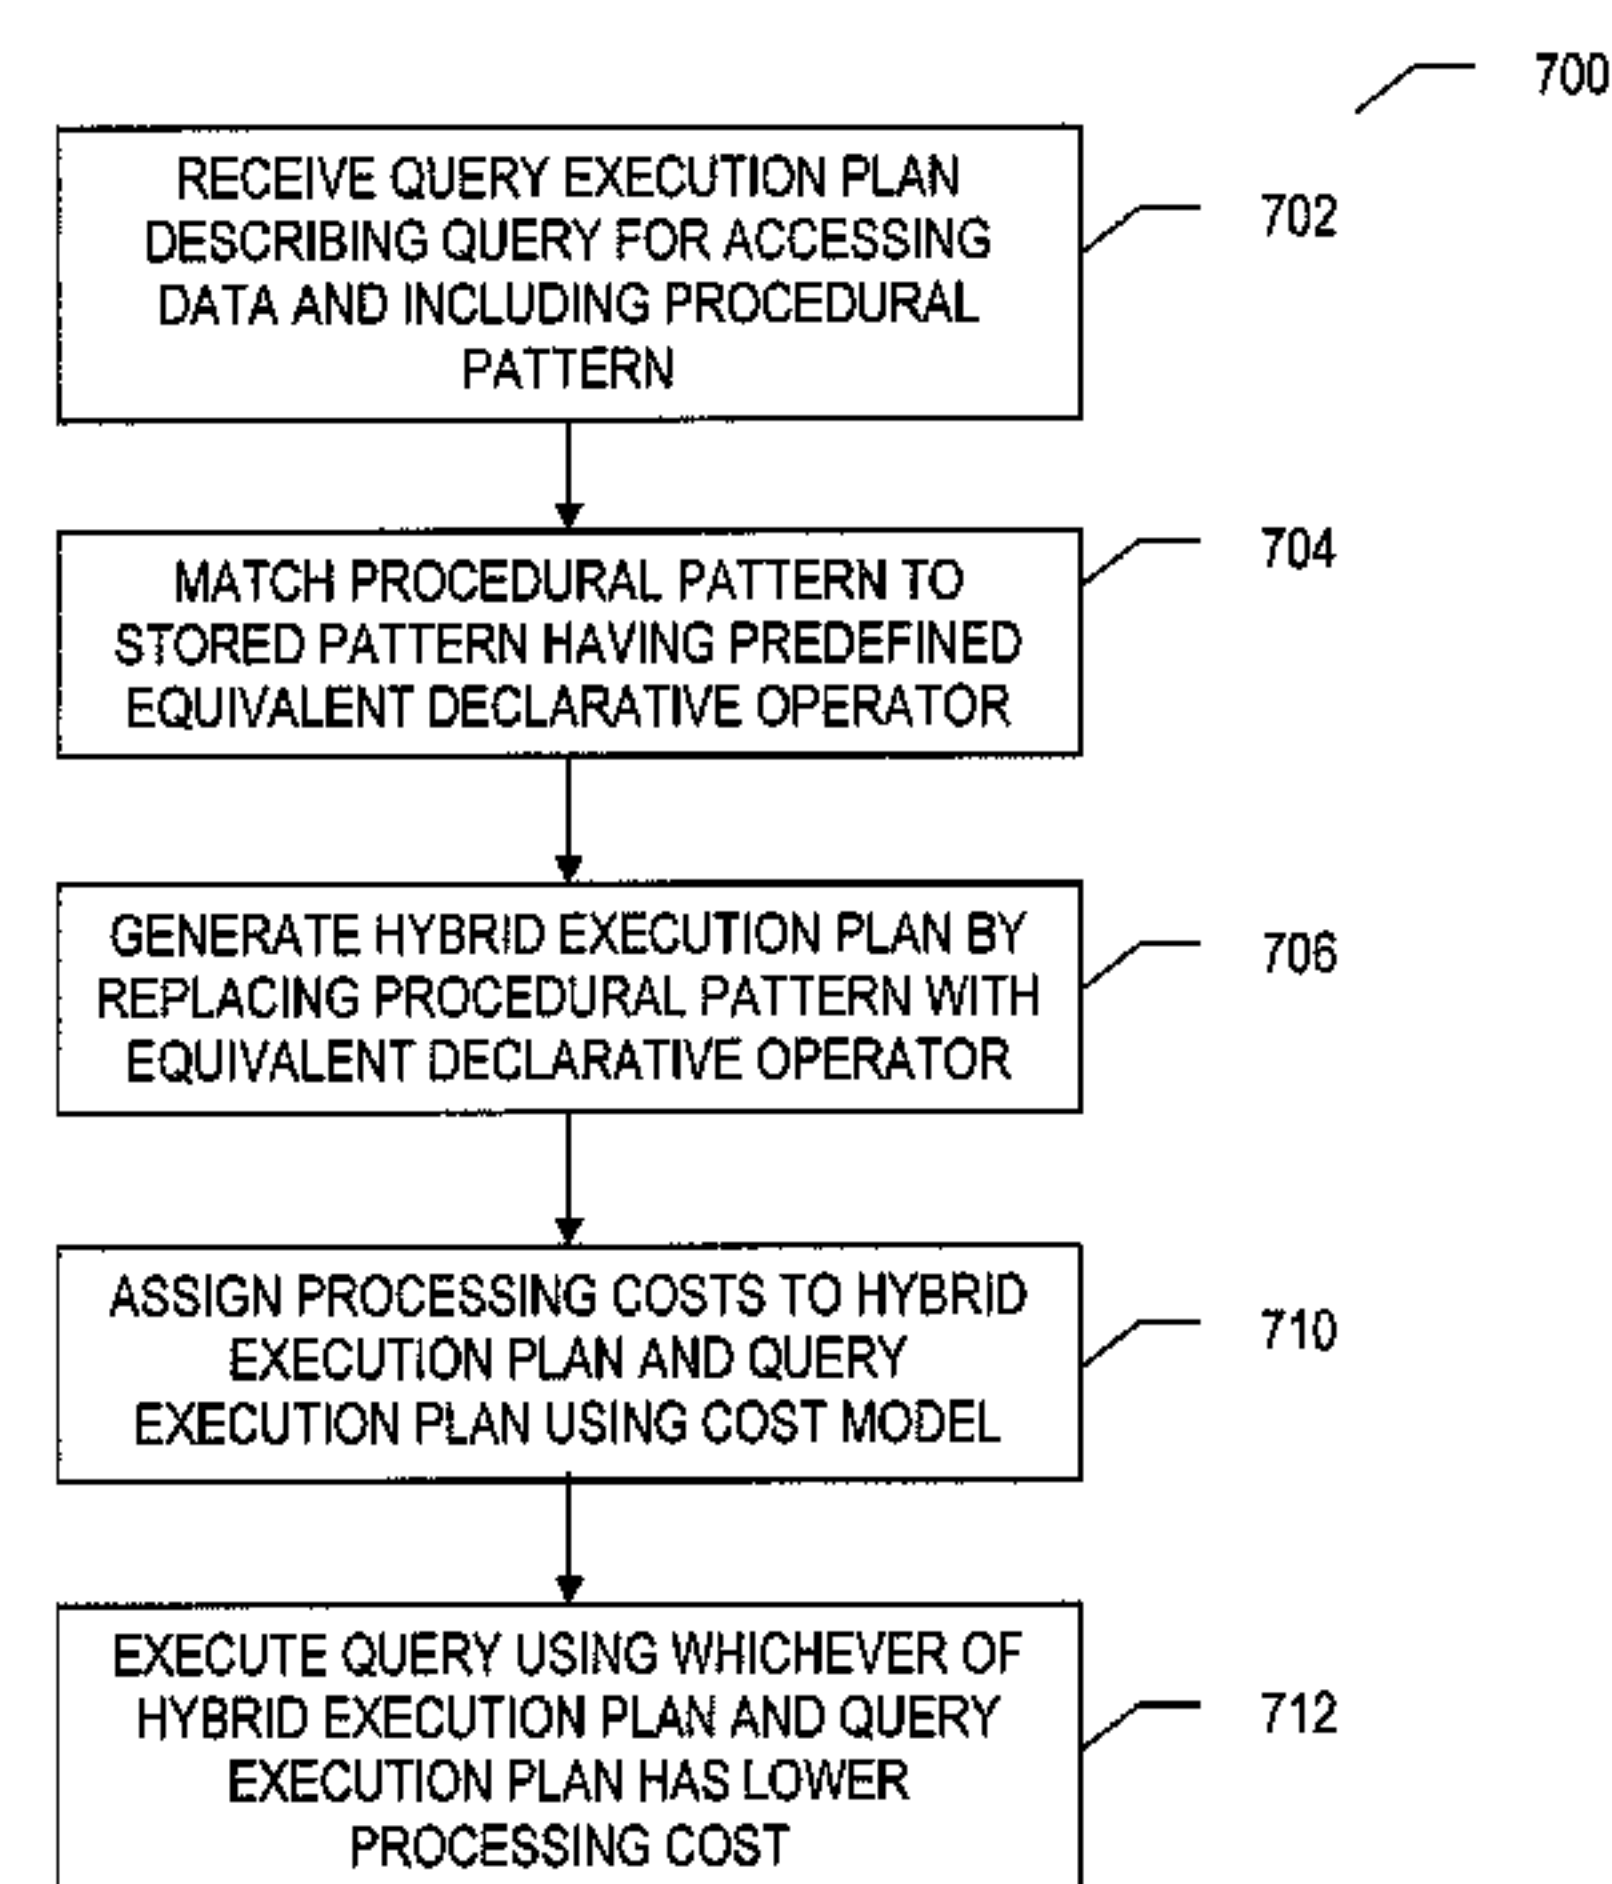 700
RECEIVE QUERY EXECUTION PLAN
DESCRIBING QUERY FOR ACCESSING
DATA AND INCLUDING PROCEDURAL
PATTERN
702
MATCH PROCEDURAL PATTERN TO
STORED PATTERN HAVING PREDEFINED
EQUIVALENT DECLARATIVE OPERATOR
704
GENERATE HYBRID EXECUTION PLAN BY
REPLACING PROCEDURAL PATTERN WITH
EQUIVALENT DECLARATIVE OPERATOR
706
ASSIGN PROCESSING COSTS TO HYBRID
EXECUTION PLAN AND QUERY
EXECUTION PLAN USING COST MODEL
710
EXECUTE QUERY USING WHICHEVER OF
HYBRID EXECUTION PLAN AND QUERY
EXECUTION PLAN HAS LOWER
PROCESSING COST
712